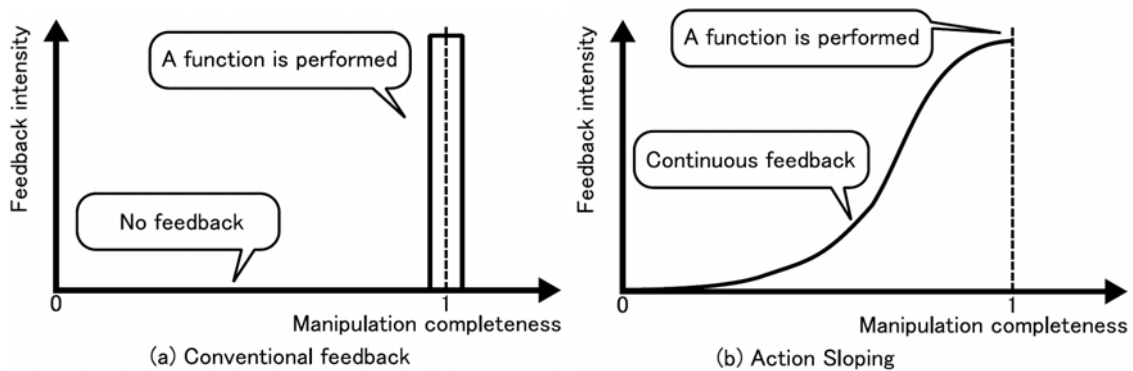 Feedback intensity
A function is performed
No feedback
0
1
Manipulation completeness
(a) Conventional feedback
Feedback intensity
A function is performed
Continuous feedback
0
1
Manipulation completeness
(b) Action Sloping